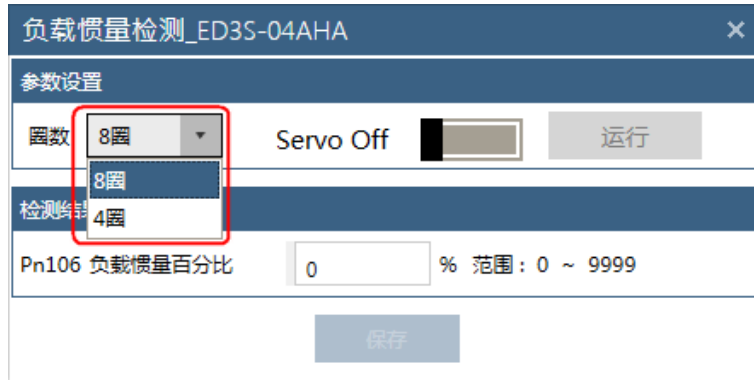 负载惯量检测_ED3S-04AHA ×
参数设置
圈数 8圈 Servo Off 运行
8圈
检测结
4圈
Pn106 负载惯量百分比 0 % 范围：0 ~ 9999
保存